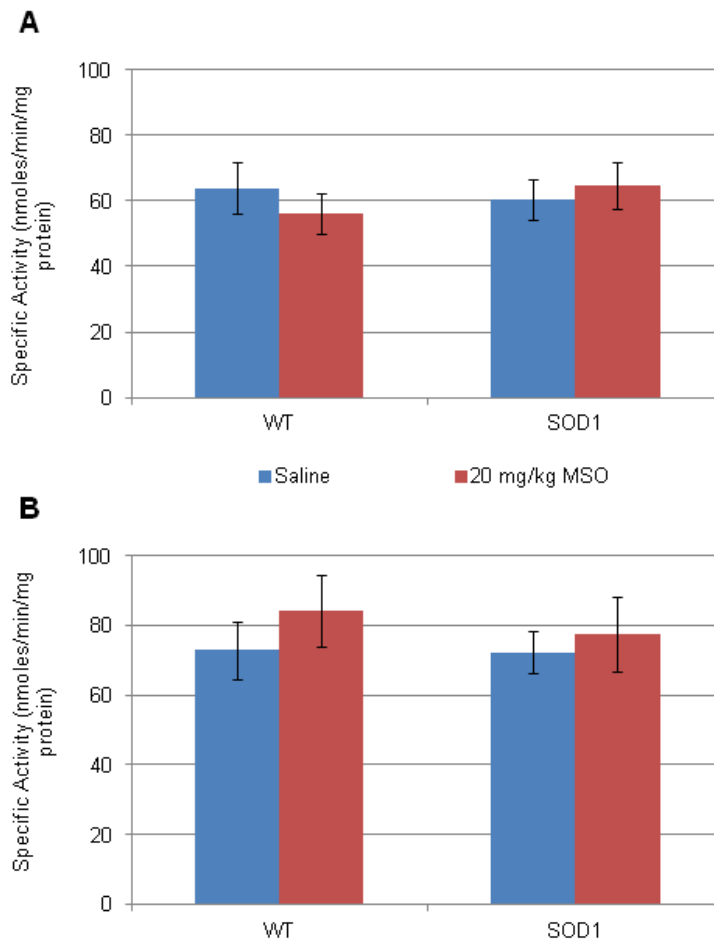 A
100
80
60
40
20
0
Specific Activity (nmoles/min/mg
protein)
WT SOD1
Saline 20 mg/kg MSO
B
100
80
60
40
20
0
Specific Activity (nmoles/min/mg
protein)
WT SOD1